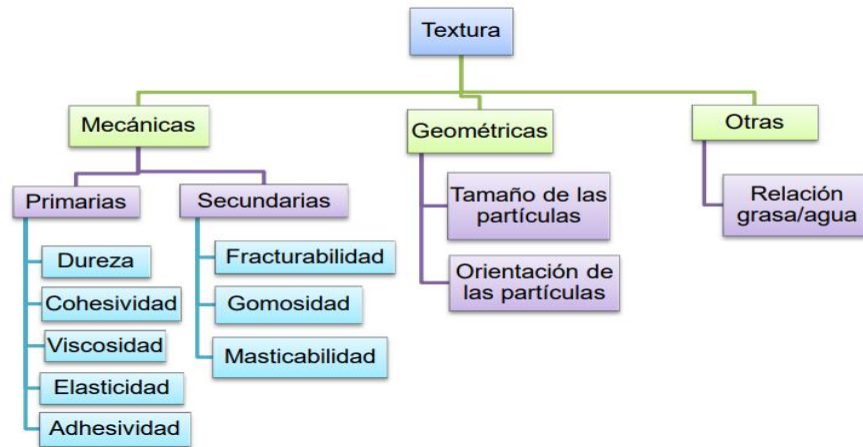 Textura
Mecánicas
Geométricas
Otras
Primarias
Secundarias
Dureza
Cohesividad
Viscosidad
Elasticidad
Adhesividad
Fracturabilidad
Gomosidad
Masticabilidad
Tamaño de las
partículas
Orientación de
las partículas
Relación
grasa/agua